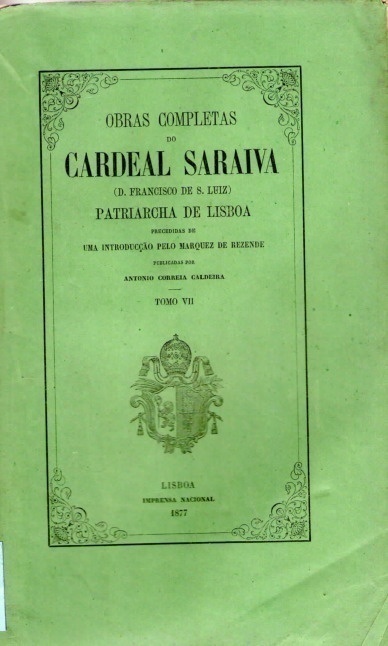 OBRAS COMPLETAS
DO
CARDEAL SARAIVA
(D. FRANCISCO DE S. LUIZ)
PATRIARCHA DE LISBOA
PRECEDIDAS DE
UMA INTRODUCÇÃO PELO MARQUEZ DE REZENDE
PUBLICADAS POR
ANTONIO CORREIA CALDEIRA
TOMO VII
LISBOA
IMPRENSA NACIONAL
1877